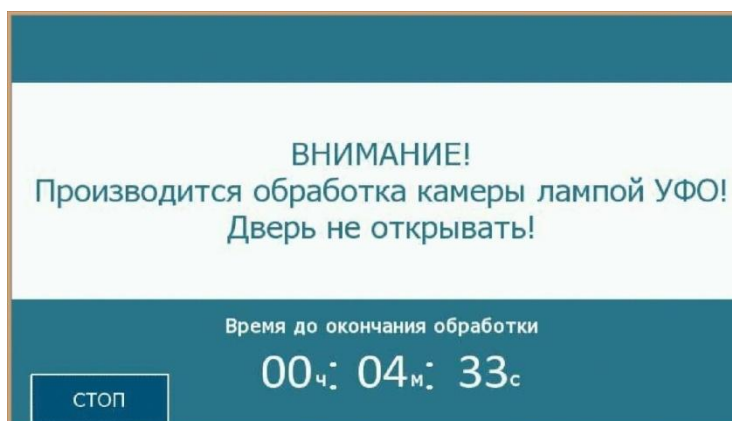 ВНИМАНИЕ!
Производится обработка камеры лампой УФО!
Дверь не открывать!
Время до окончания обработки
00ч: 04м: 33с
СТОП